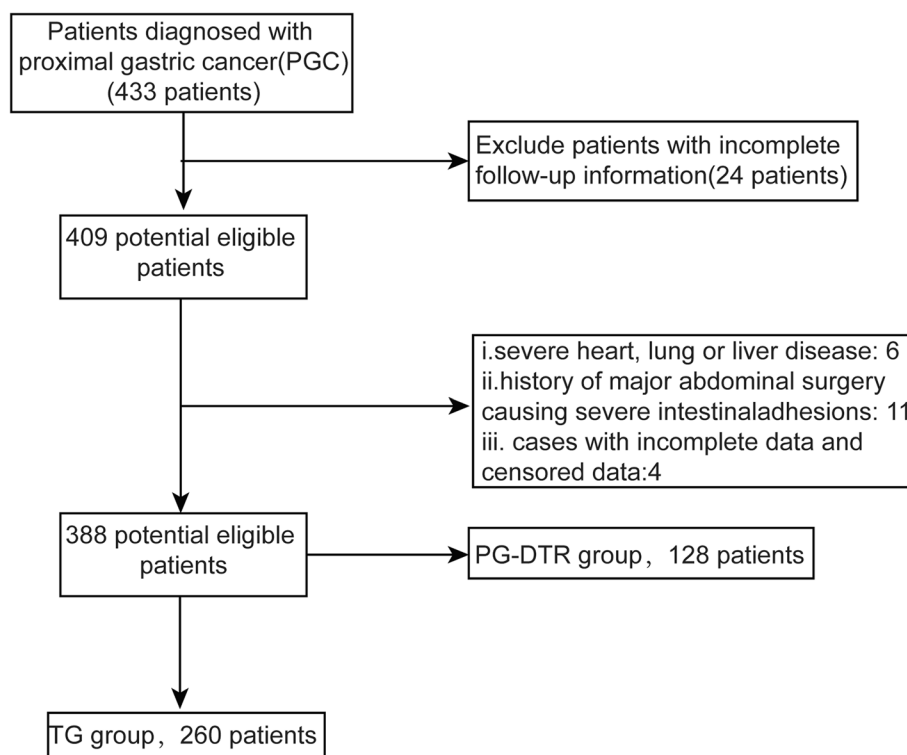 Patients diagnosed with
proximal gastric cancer(PGC)
(433 patients)
Exclude patients with incomplete
follow-up information(24 patients)
409 potential eligible
patients
i.severe heart, lung or liver disease: 6
ii.history of major abdominal surgery
causing severe intestinaladhesions: 11
iii. cases with incomplete data and
censored data:4
388 potential eligible
patients
PG-DTR group，128 patients
TG group，260 patients